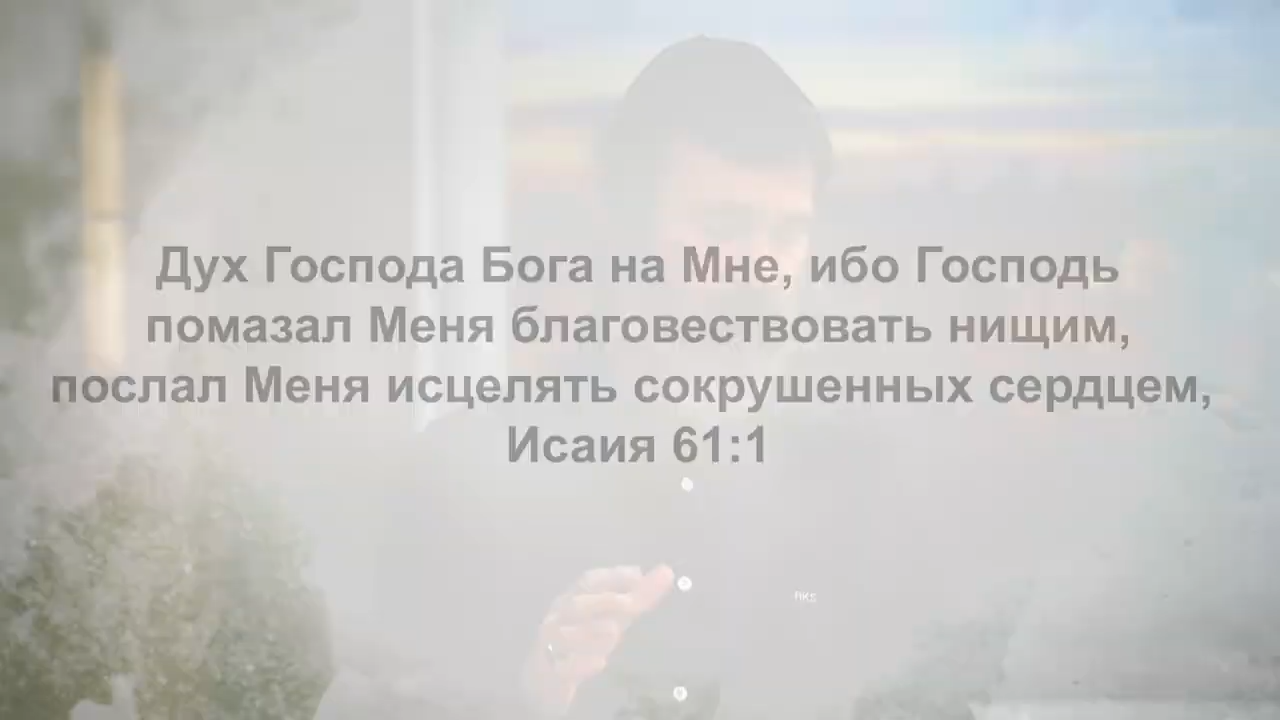 Дух Господа Бога на Мне, ибо Господь
помазал Меня благовествовать нищим,
послал Меня исцелять сокрушенных сердцем,
Исаия 61:1